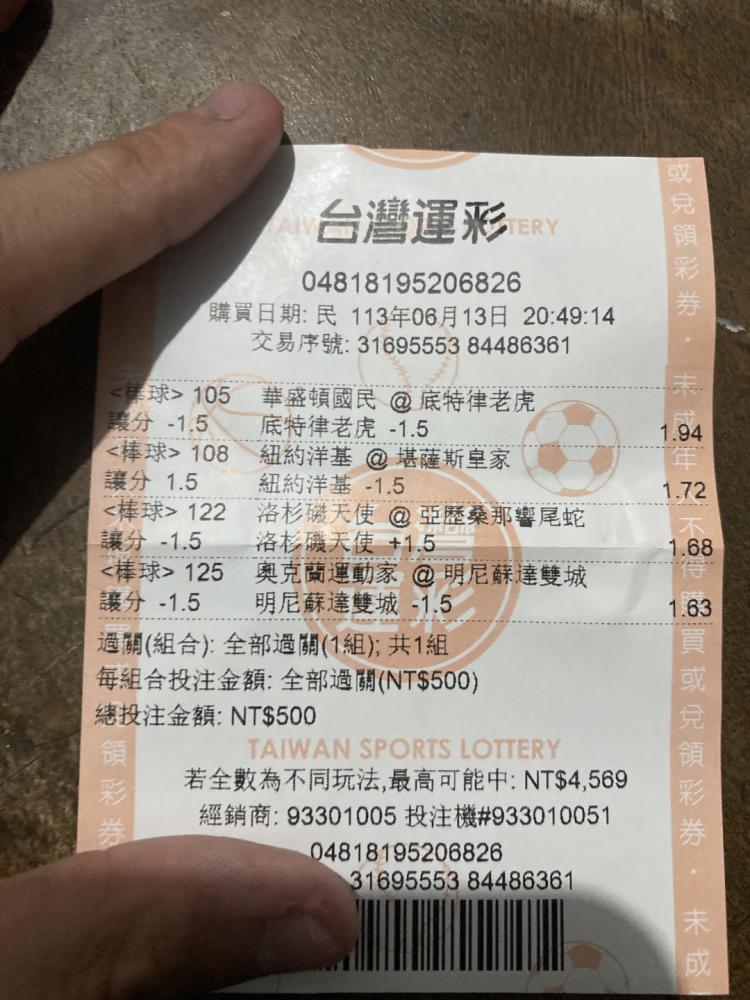 台灣運彩
04818195206826
購買日期: 民 113年06月13日 20:49:14
交易序號: 31695553 84486361
<棒球> 105 華盛頓國民 @ 底特律老虎
讓分 -1.5 底特律老虎 -1.5 1.94
<棒球> 108 紐約洋基 @ 堪薩斯皇家
讓分 1.5 紐約洋基 -1.5 1.72
<棒球> 122 洛杉磯天使 @ 亞歷桑那響尾蛇
讓分 -1.5 洛杉磯天使 +1.5 1.68
<棒球> 125 奧克蘭運動家 @ 明尼蘇達雙城
讓分 -1.5 明尼蘇達雙城 -1.5 1.63
過關(組合): 全部過關(1組); 共1組
每組合投注金額: 全部過關(NT$500)
總投注金額: NT$500
TAIWAN SPORTS LOTTERY
若全數為不同玩法,最高可能中: NT$4,569
經銷商: 93301005 投注機#933010051
04818195206826
31695553 84486361
或兌領彩券．未成年人不得購買或兌領彩券．未成
領彩券